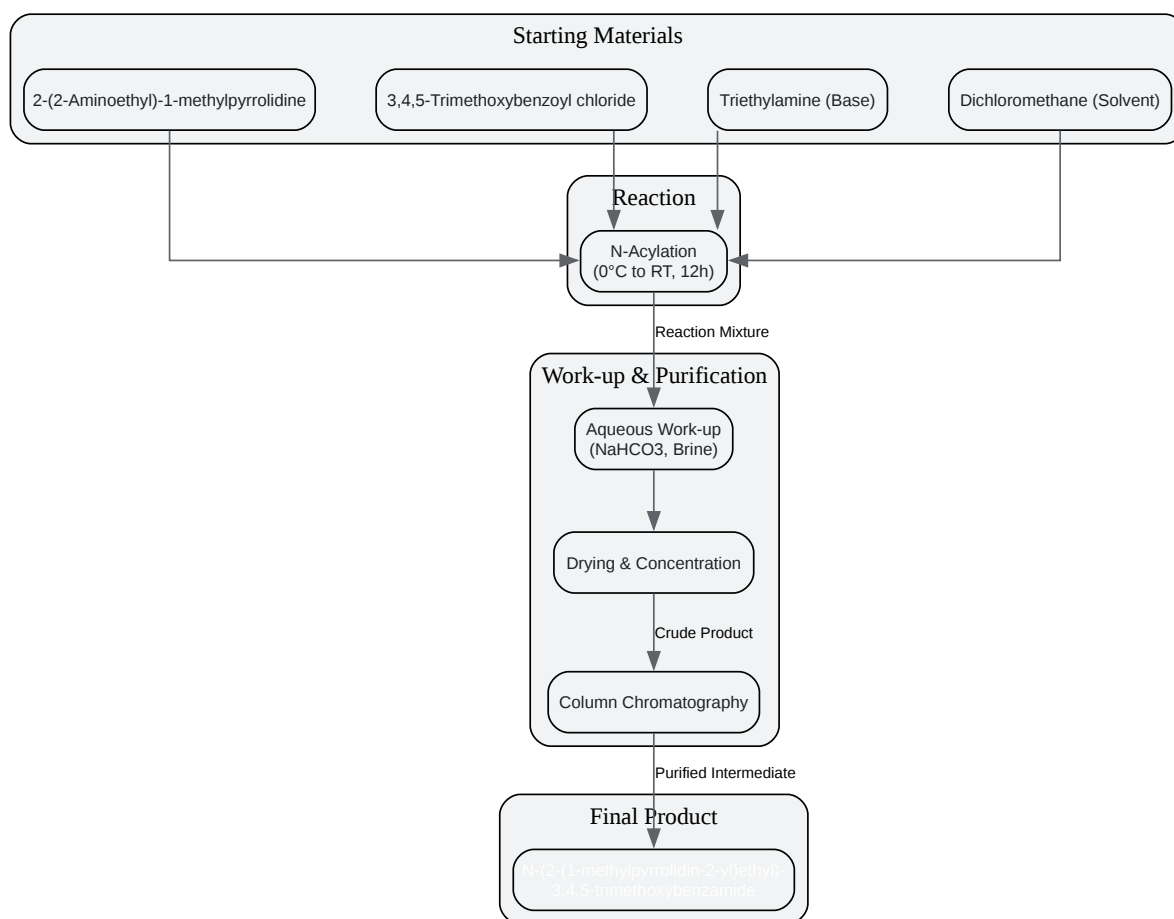 Starting Materials
2-(2-Aminoethyl)-1-methylpyrrolidine
3,4,5-Trimethoxybenzoyl chloride
Triethylamine (Base)
Dichloromethane (Solvent)
Reaction
N-Acylation
(0°C to RT, 12h)
Reaction Mixture
Work-up & Purification
Aqueous Work-up
(NaHCO3, Brine)
Drying & Concentration
Crude Product
Column Chromatography
Purified Intermediate
Final Product
N-(2-(1-methylpyrrolidin-2-yl)ethyl)-
3,4,5-trimethoxybenzamide